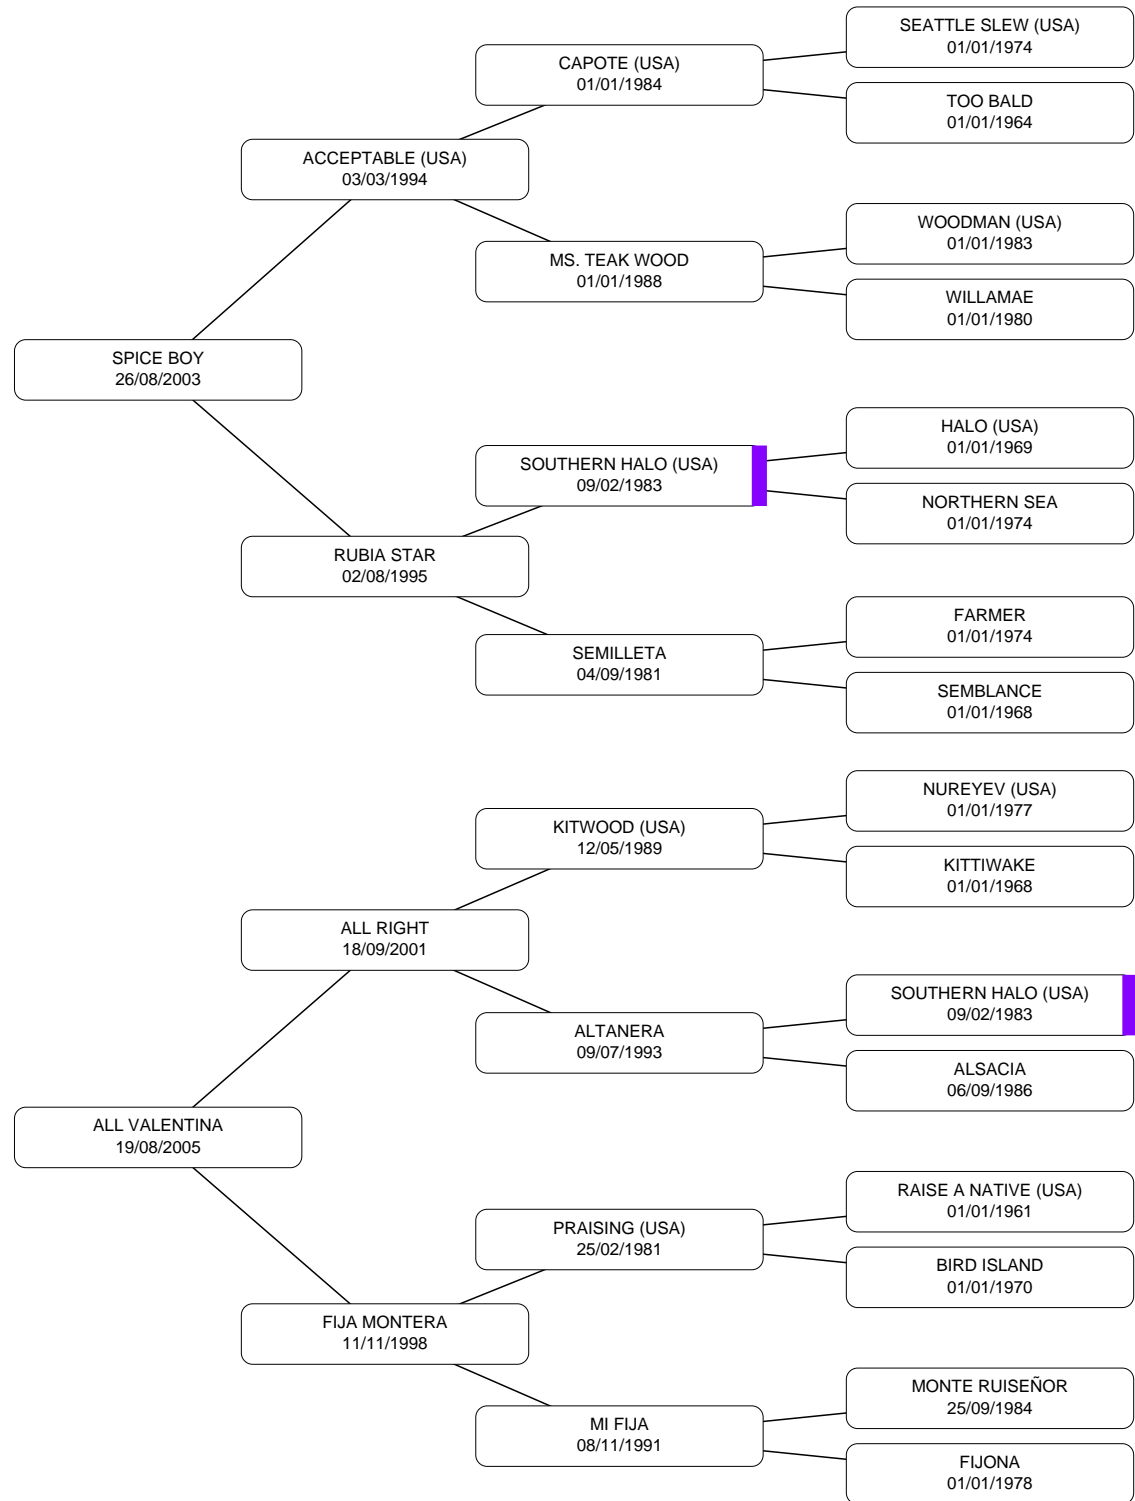 SEATTLE SLEW (USA)
01/01/1974
CAPOTE (USA)
01/01/1984
TOO BALD
01/01/1964
ACCEPTABLE (USA)
03/03/1994
WOODMAN (USA)
01/01/1983
MS. TEAK WOOD
01/01/1988
WILLAMAE
01/01/1980
SPICE BOY
26/08/2003
HALO (USA)
01/01/1969
SOUTHERN HALO (USA)
09/02/1983
NORTHERN SEA
01/01/1974
RUBIA STAR
02/08/1995
FARMER
01/01/1974
SEMILLETA
04/09/1981
SEMBLANCE
01/01/1968
NUREYEV (USA)
01/01/1977
KITWOOD (USA)
12/05/1989
KITTIWAKE
01/01/1968
ALL RIGHT
18/09/2001
SOUTHERN HALO (USA)
09/02/1983
ALTANERA
09/07/1993
ALSACIA
06/09/1986
ALL VALENTINA
19/08/2005
RAISE A NATIVE (USA)
01/01/1961
PRAISING (USA)
25/02/1981
BIRD ISLAND
01/01/1970
FIJA MONTERA
11/11/1998
MONTE RUISEÑOR
25/09/1984
MI FIJA
08/11/1991
FIJONA
01/01/1978